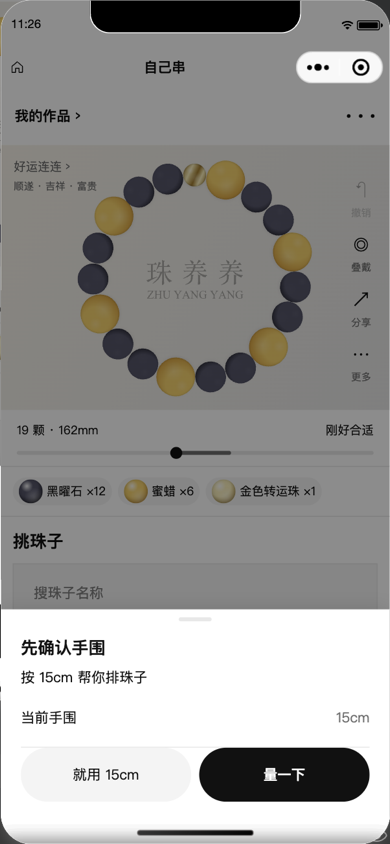 11:26
自己串
我的作品 ›
好运连连 ›
顺遂 · 吉祥 · 富贵
撤销
叠戴
分享
更多
珠 养 养
ZHU YANG YANG
19 颗 · 162mm
刚好合适
黑曜石 ×12
蜜蜡 ×6
金色转运珠 ×1
挑珠子
搜珠子名称
先确认手围
按 15cm 帮你排珠子
当前手围
15cm
就用 15cm
量一下